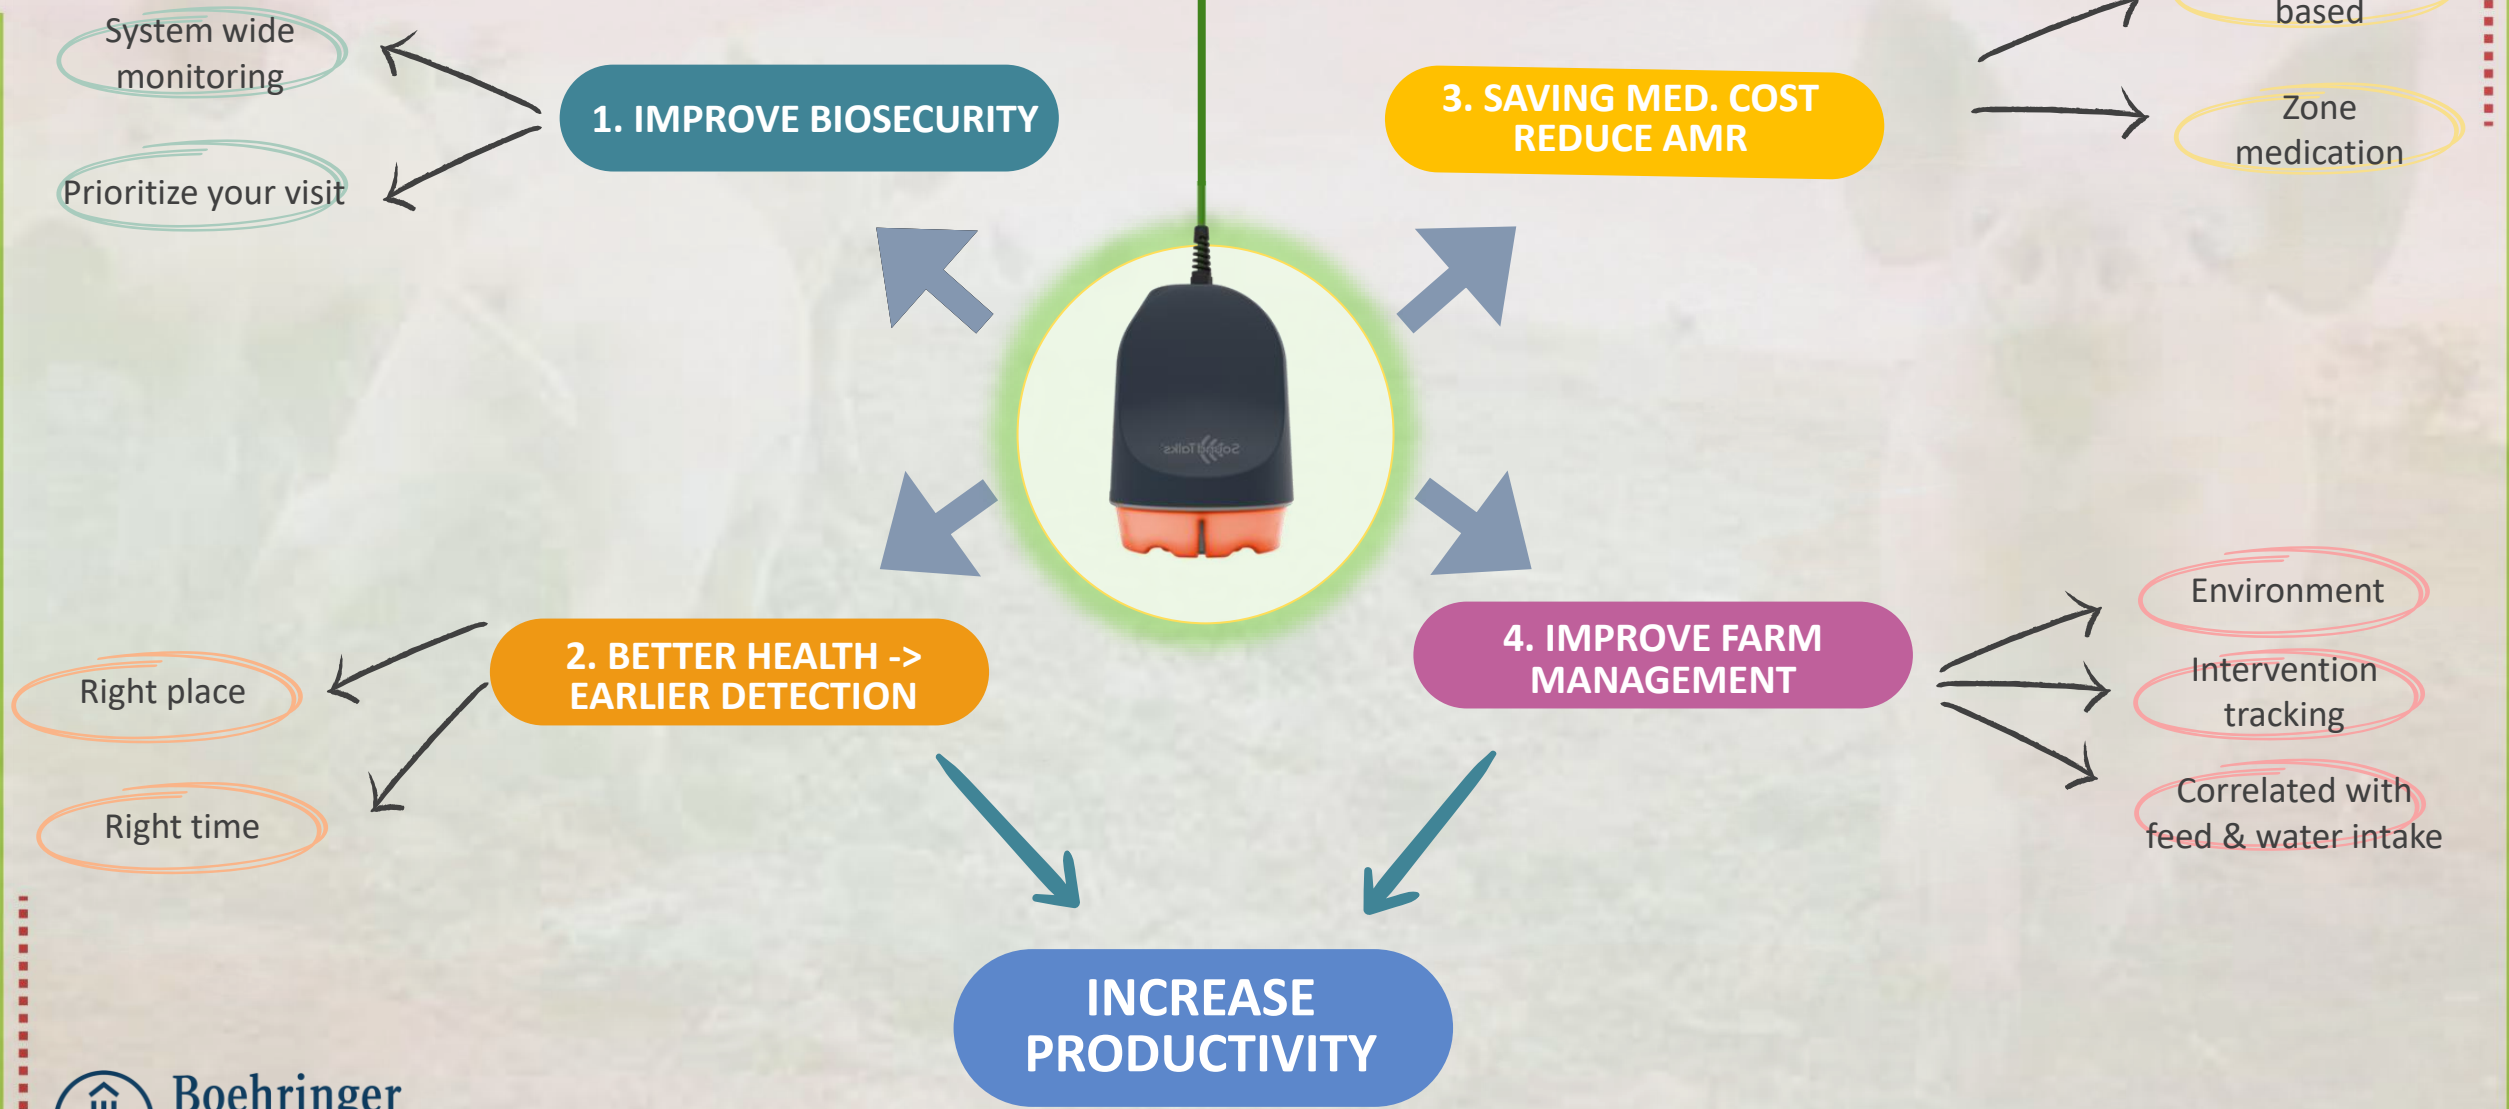 System wide
monitoring
Prioritize your visit
1. IMPROVE BIOSECURITY
based
3. SAVING MED. COST
REDUCE AMR
Zone
medication
SoundTalks
2. BETTER HEALTH ->
EARLIER DETECTION
Right place
Right time
4. IMPROVE FARM
MANAGEMENT
Environment
Intervention
tracking
Correlated with
feed & water intake
INCREASE
PRODUCTIVITY
Boehringer